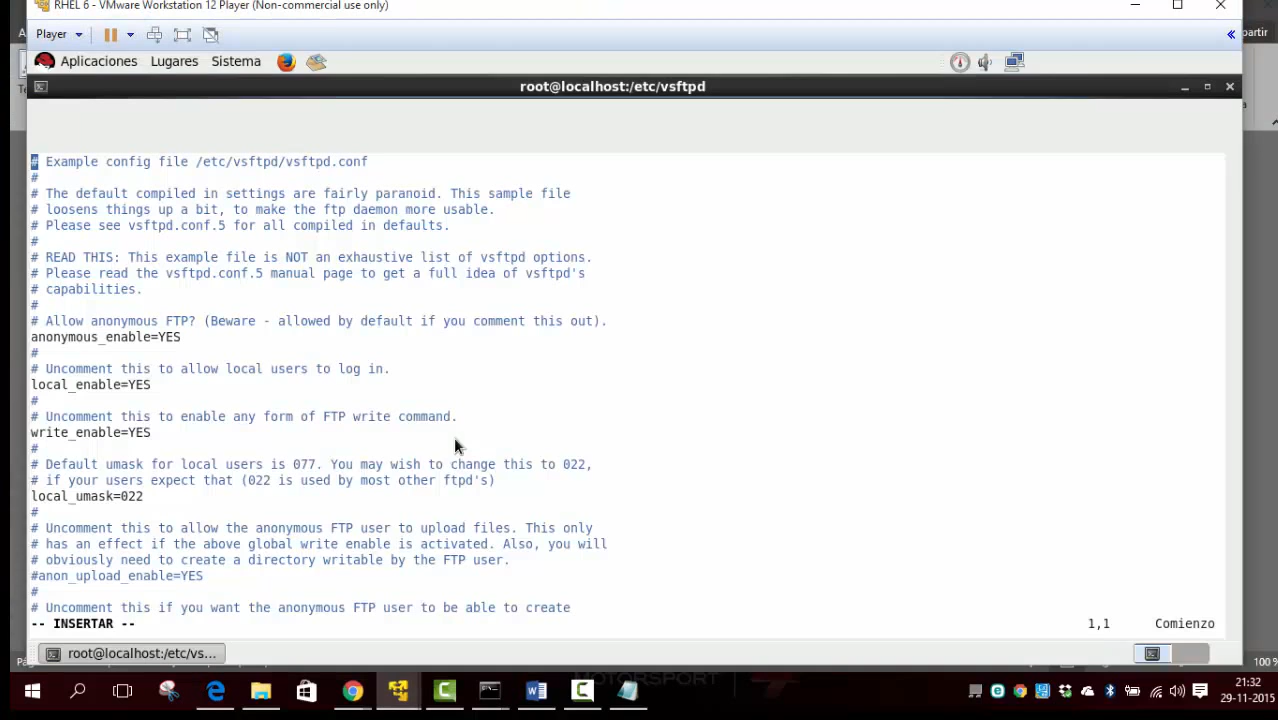 RHEL 6 - VMware Workstation 12 Player (Non-commercial use only)
Player
partir
Aplicaciones Lugares Sistema
root@localhost:/etc/vsftpd
# Example config file /etc/vsftpd/vsftpd.conf
#
# The default compiled in settings are fairly paranoid. This sample file
# loosens things up a bit, to make the ftp daemon more usable.
# Please see vsftpd.conf.5 for all compiled in defaults.
#
# READ THIS: This example file is NOT an exhaustive list of vsftpd options.
# Please read the vsftpd.conf.5 manual page to get a full idea of vsftpd's
# capabilities.
#
# Allow anonymous FTP? (Beware - allowed by default if you comment this out).
anonymous_enable=YES
#
# Uncomment this to allow local users to log in.
local_enable=YES
#
# Uncomment this to enable any form of FTP write command.
write_enable=YES
#
# Default umask for local users is 077. You may wish to change this to 022,
# if your users expect that (022 is used by most other ftpd's)
local_umask=022
#
# Uncomment this to allow the anonymous FTP user to upload files. This only
# has an effect if the above global write enable is activated. Also, you will
# obviously need to create a directory writable by the FTP user.
#anon_upload_enable=YES
#
# Uncomment this if you want the anonymous FTP user to be able to create
-- INSERTAR -- 1,1 Comienzo
root@localhost:/etc/vs...
100 %
MOTORSPORT
21:32
29-11-2015